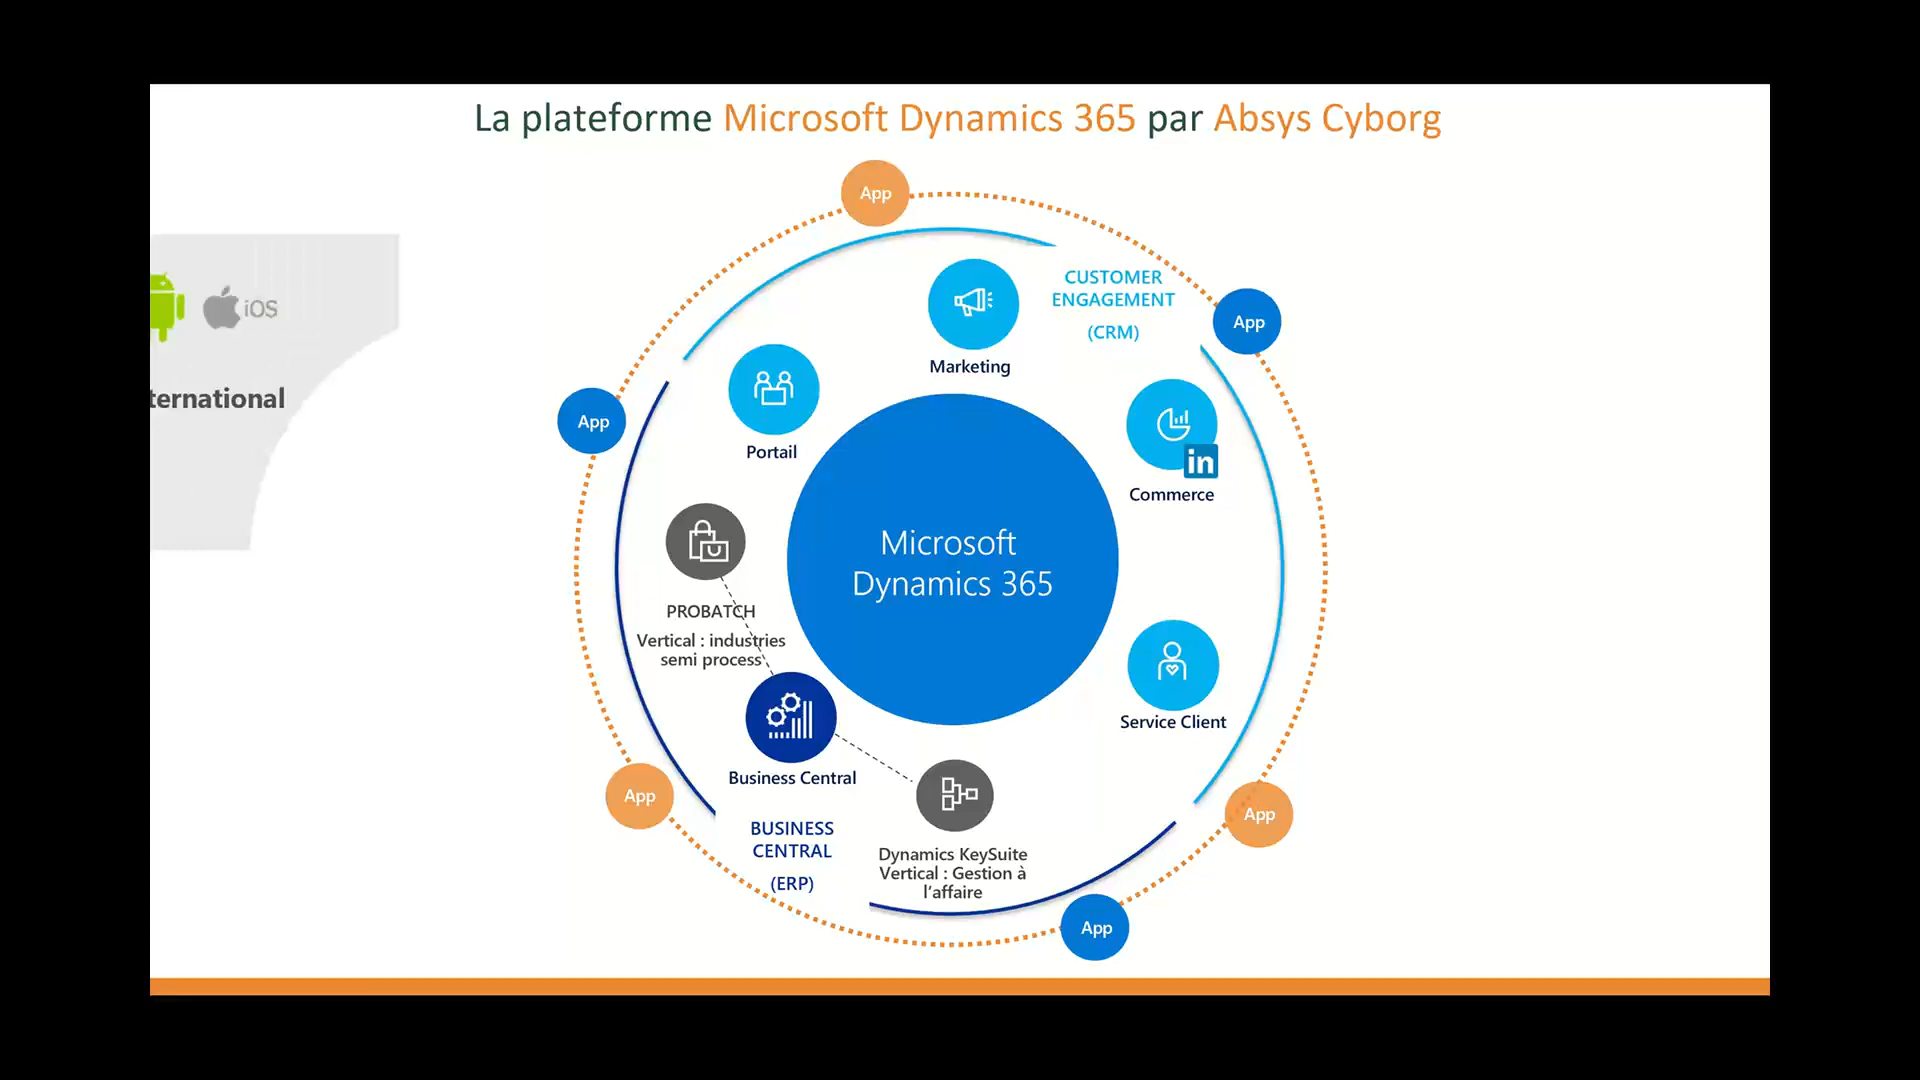 La plateforme Microsoft Dynamics 365 par Absys Cyborg
App
CUSTOMER
ENGAGEMENT
(CRM)
App
Marketing
iOS
ternational
App
Portail
in
Commerce
Microsoft
Dynamics 365
PROBATCH
Vertical : industries
semi process
Service Client
Business Central
App
App
BUSINESS
CENTRAL
(ERP)
Dynamics KeySuite
Vertical : Gestion à
l’affaire
App